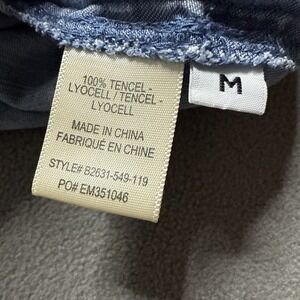 100% TENCEL -
LYOCELL / TENCEL -
LYOCELL
MADE IN CHINA
FABRIQUÉ EN CHINE
STYLE# B2631-549-119
PO# EM351046
M